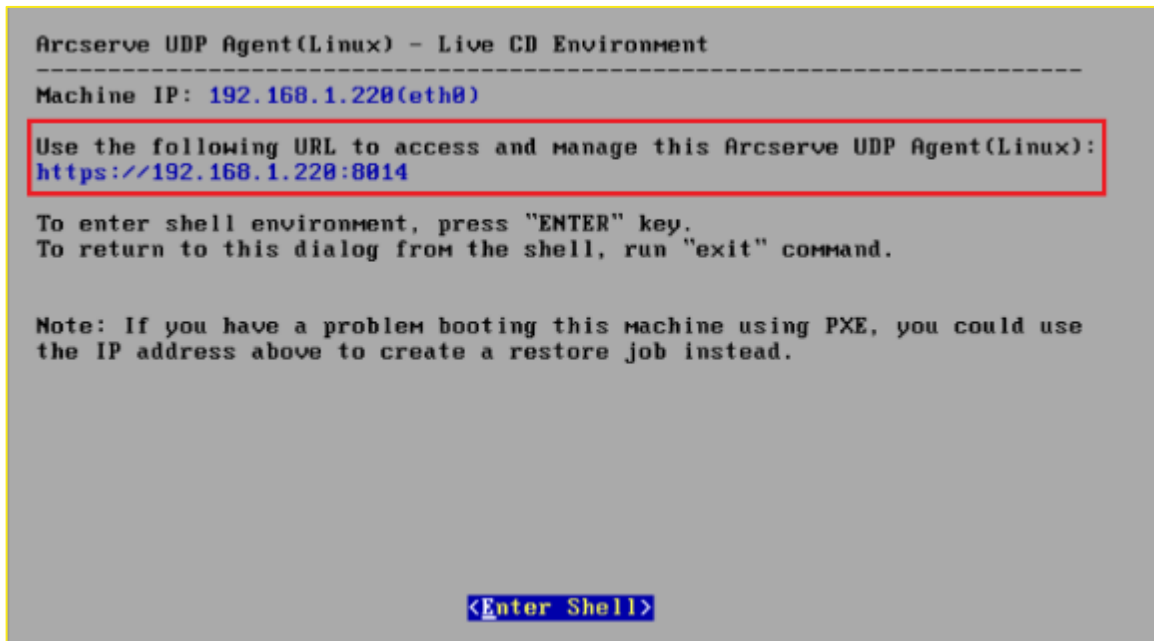 Arcserve UDP Agent(Linux) - Live CD Environment
Machine IP: 192.168.1.220(eth0)
Use the following URL to access and manage this Arcserve UDP Agent(Linux):
https://192.168.1.220:8014
To enter shell environment, press "ENTER" key.
To return to this dialog from the shell, run "exit" command.
Note: If you have a problem booting this machine using PXE, you could use
the IP address above to create a restore job instead.
<Enter Shell>